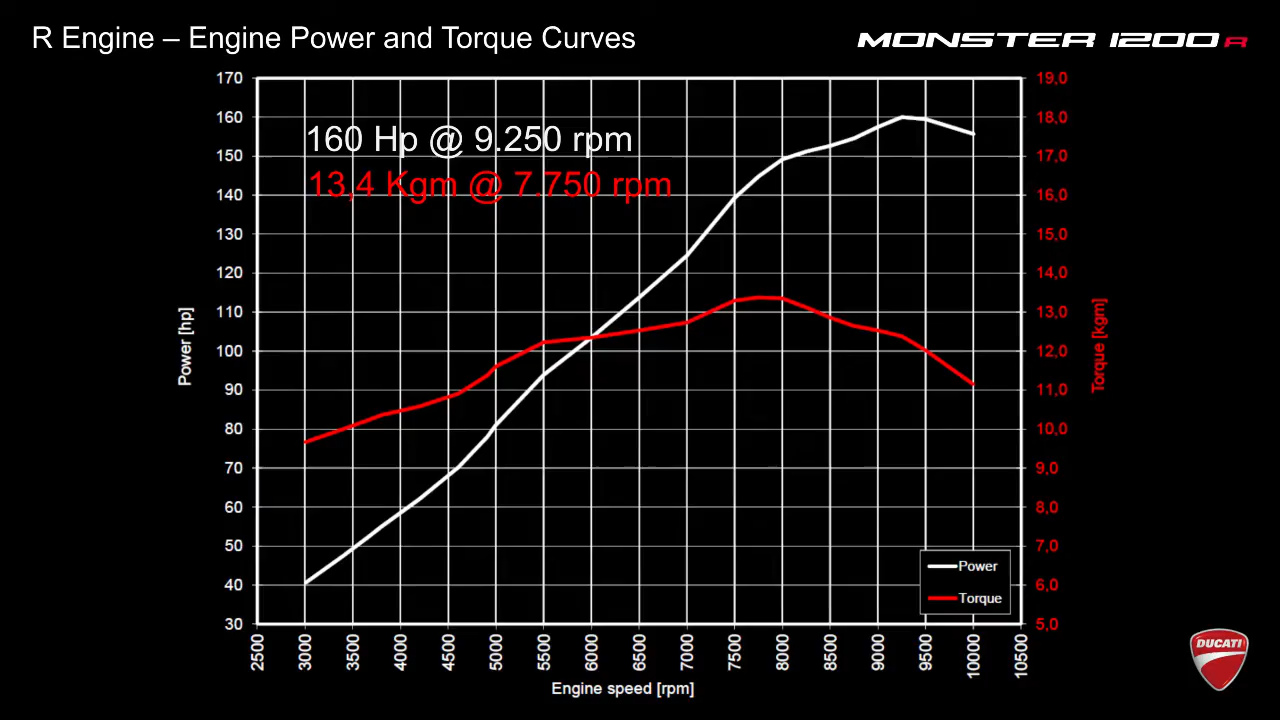 R Engine – Engine Power and Torque Curves
MONSTER 1200 R
160 Hp @ 9.250 rpm
13,4 Kgm @ 7.750 rpm
170
160
150
140
130
120
110
100
90
80
70
60
50
40
30
Power [hp]
19,0
18,0
17,0
16,0
15,0
14,0
13,0
12,0
11,0
10,0
9,0
8,0
7,0
6,0
5,0
Torque [kgm]
Power
Torque
2500 3000 3500 4000 4500 5000 5500 6000 6500 7000 7500 8000 8500 9000 9500 10000 10500
Engine speed [rpm]
DUCATI